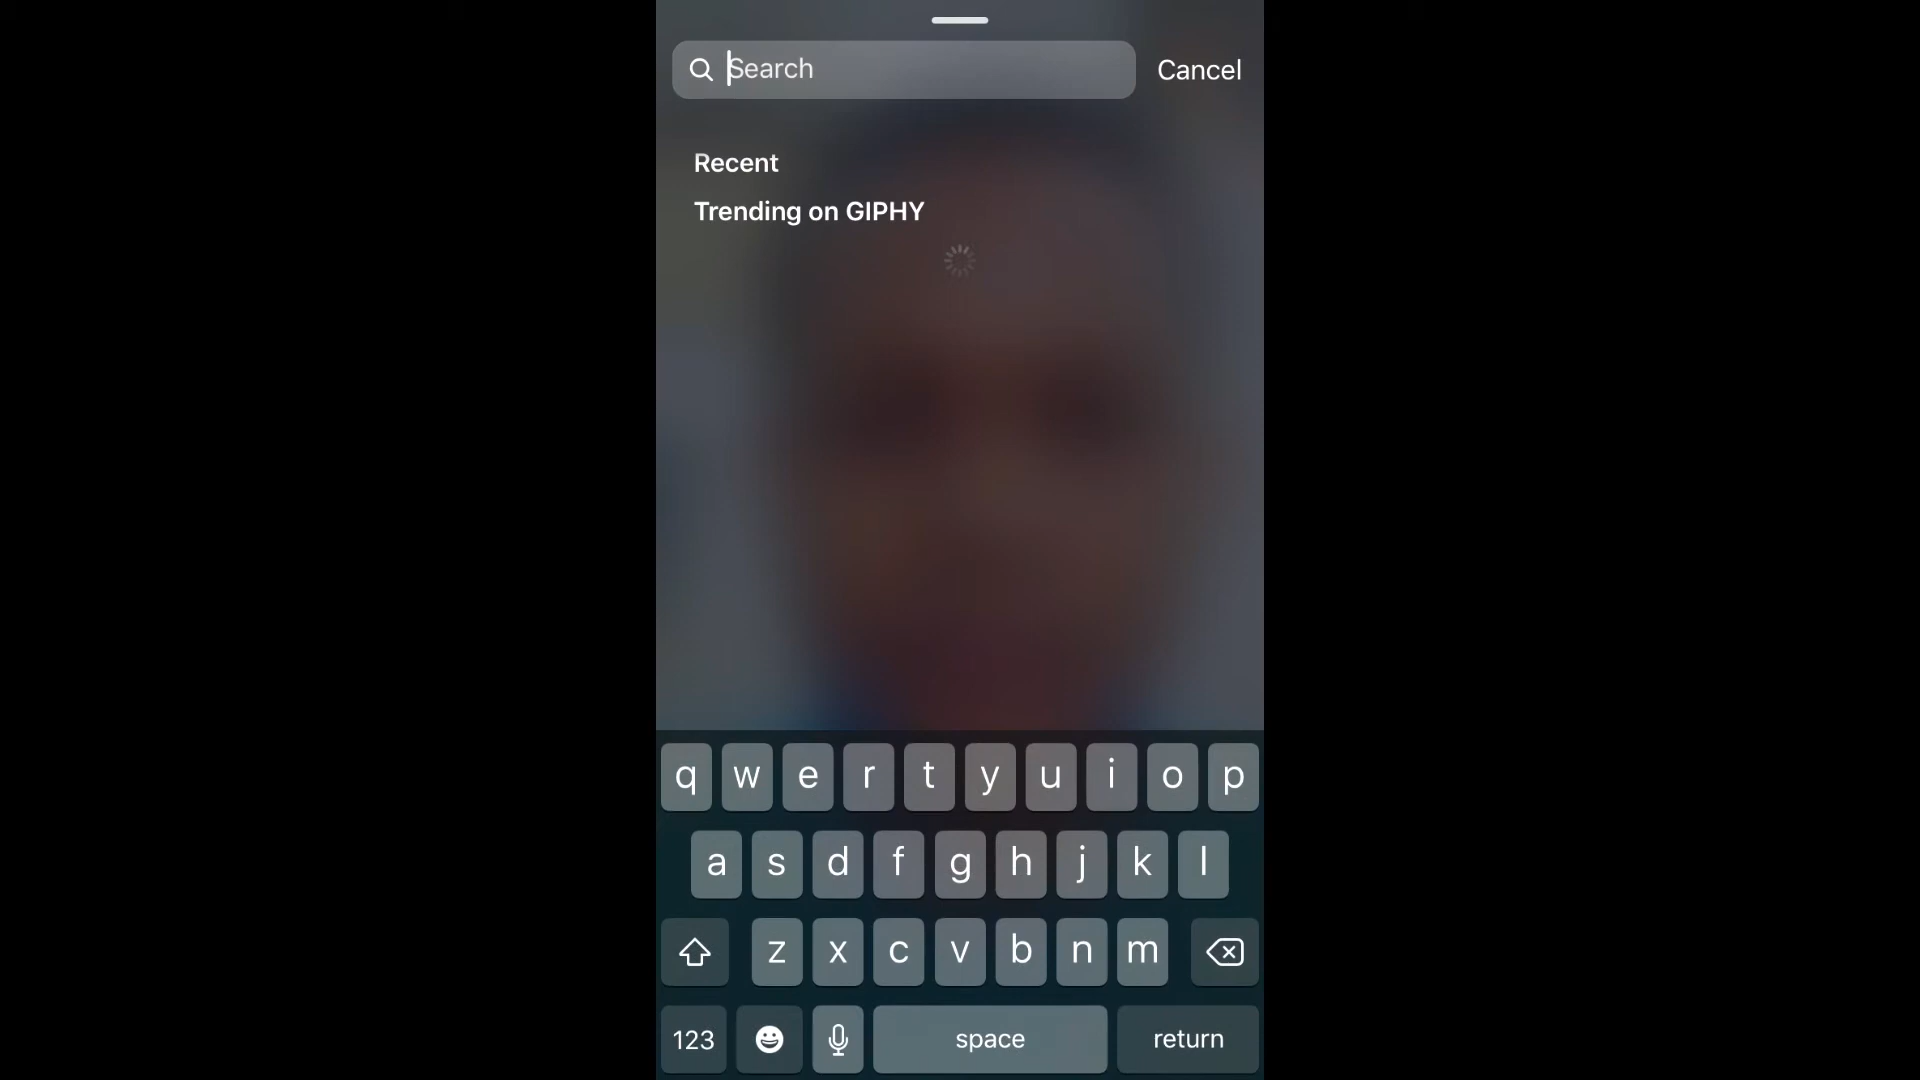 Search
Cancel
Recent
Trending on GIPHY
q w e r t y u i o p
a s d f g h j k l
z x c v b n m
123 space return